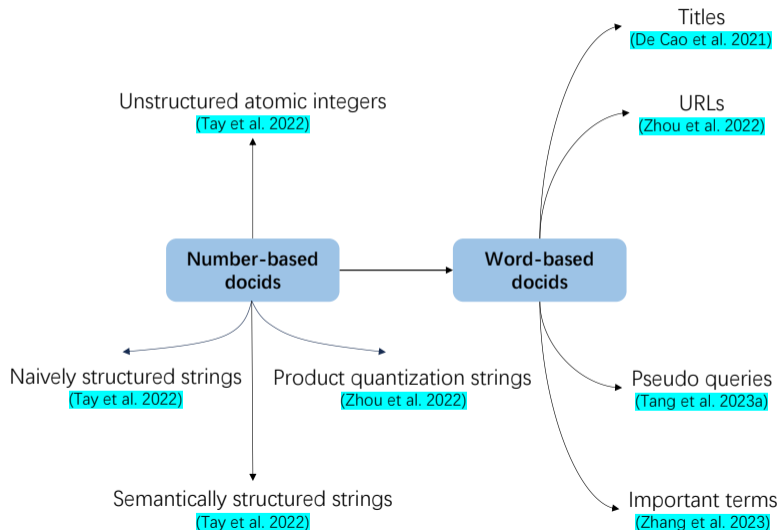 Titles
(De Cao et al. 2021)
Unstructured atomic integers
(Tay et al. 2022)
URLs
(Zhou et al. 2022)
Number-based
docids
Word-based
docids
Naively structured strings
(Tay et al. 2022)
Product quantization strings
(Zhou et al. 2022)
Pseudo queries
(Tang et al. 2023a)
Semantically structured strings
(Tay et al. 2022)
Important terms
(Zhang et al. 2023)